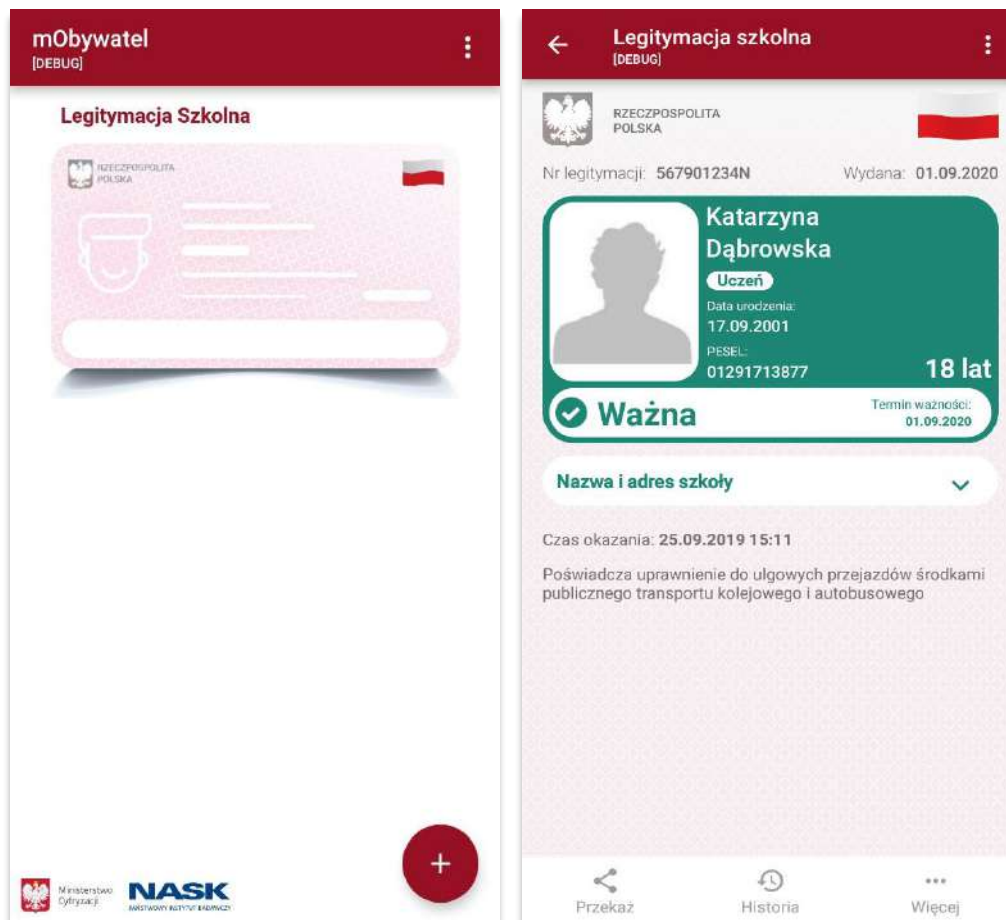 mObywatel
[DEBUG]
Legitymacja Szkolna
RZECZPOSPOLITA
POLSKA
Ministerstwo
Cyfryzacji
NASK
PAŃSTWOWY INSTYTUT BADAWCZY
Legitymacja szkolna
[DEBUG]
RZECZPOSPOLITA
POLSKA
Nr legitymacji: 567901234N Wydana: 01.09.2020
Katarzyna
Dąbrowska
Uczeń
Data urodzenia:
17.09.2001
PESEL:
01291713877
18 lat
Ważna
Termin ważności:
01.09.2020
Nazwa i adres szkoły
Czas okazania: 25.09.2019 15:11
Poświadcza uprawnienie do ulgowych przejazdów środkami
publicznego transportu kolejowego i autobusowego
Przekaż Historia Więcej